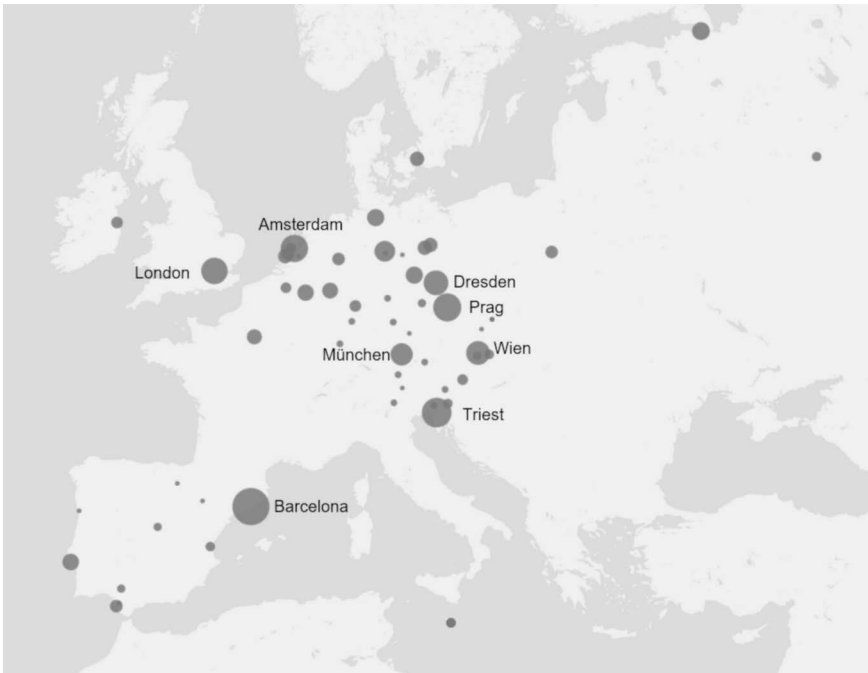 Amsterdam
London
Dresden
Prag
München
Wien
Triest
Barcelona